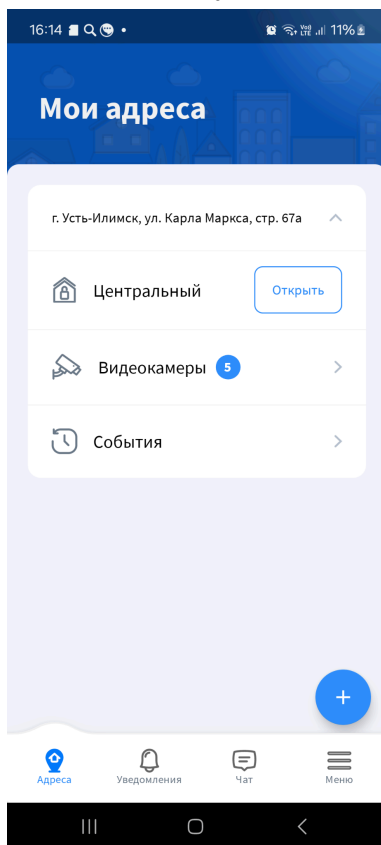 16:14 11%
Мои адреса
г. Усть-Илимск, ул. Карла Маркса, стр. 67а
Центральный Открыть
Видеокамеры 5
События
+
Адреса Уведомления Чат Меню